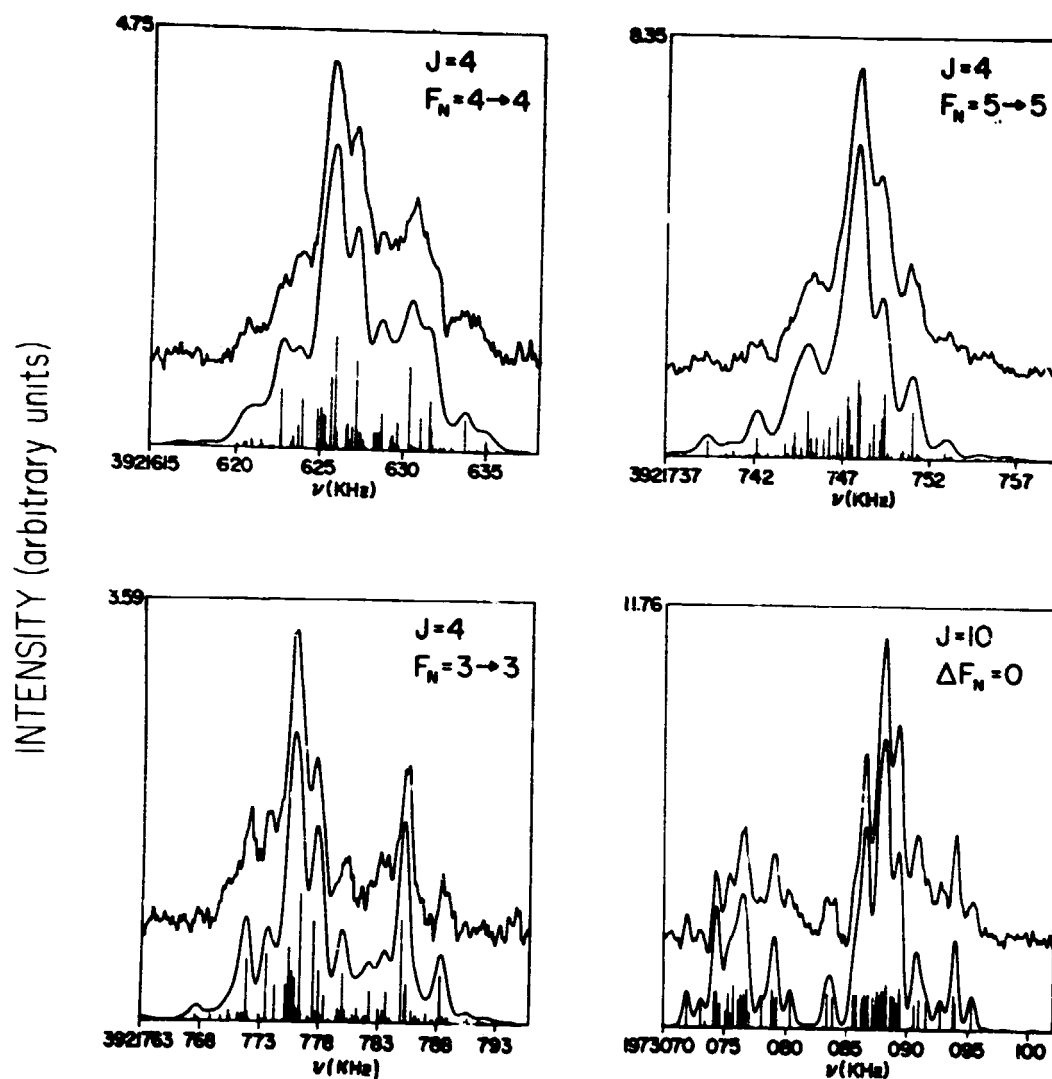 INTENSITY (arbitrary units)
4.75
J=4
F_N=4→4
3921615 620 625 630 635
ν(KHz)
8.35
J=4
F_N=5→5
3921737 742 747 752 757
ν(KHz)
3.59
J=4
F_N=3→3
3921763 768 773 778 783 788 793
ν(KHz)
11.76
J=10
ΔF_N=0
1973070 075 080 085 090 095 100
ν(KHz)